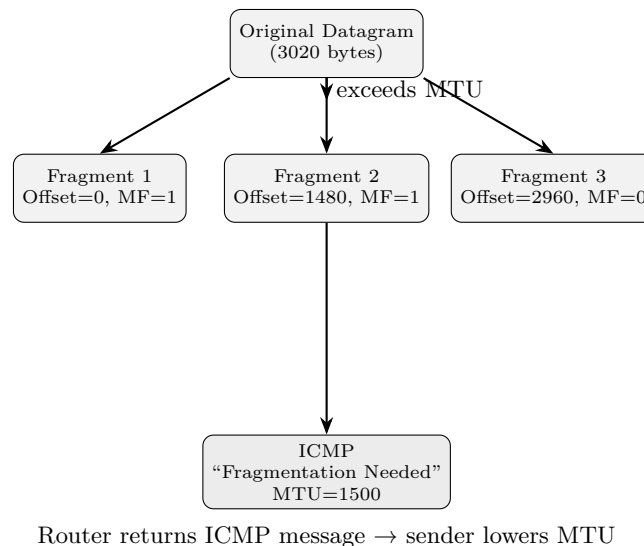 Original Datagram
(3020 bytes)
exceeds MTU
Fragment 1
Offset=0, MF=1
Fragment 2
Offset=1480, MF=1
Fragment 3
Offset=2960, MF=0
ICMP
“Fragmentation Needed”
MTU=1500
Router returns ICMP message → sender lowers MTU